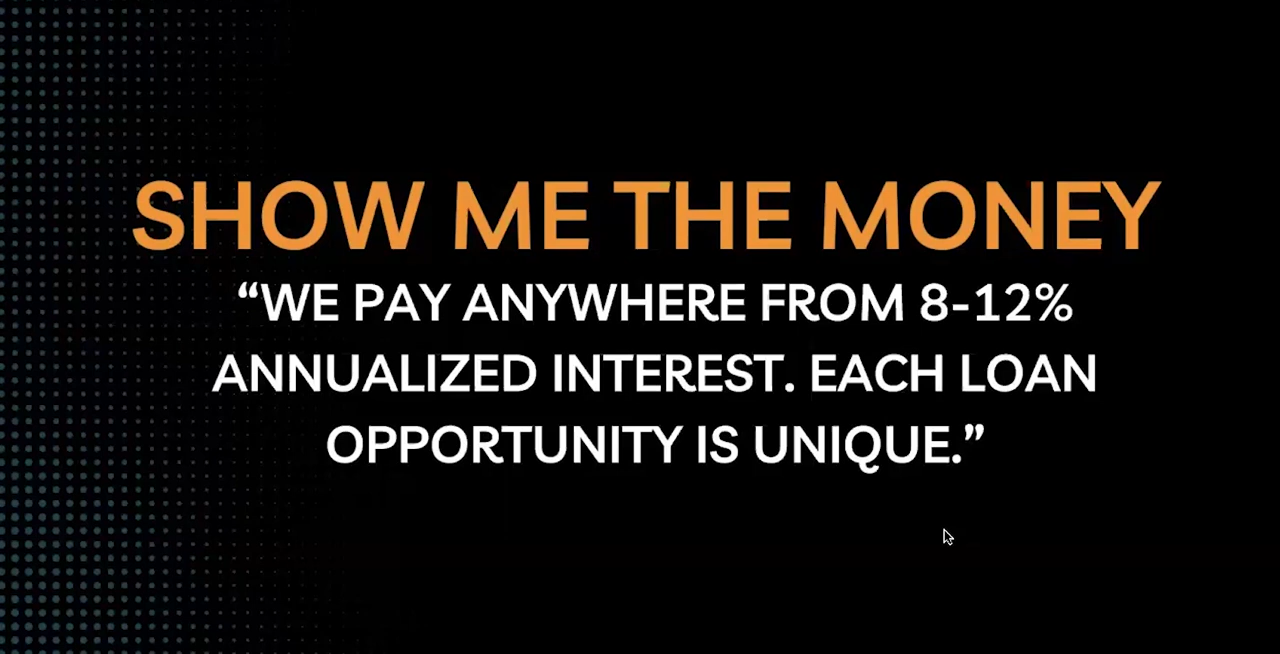 SHOW ME THE MONEY
“WE PAY ANYWHERE FROM 8-12%
ANNUALIZED INTEREST. EACH LOAN
OPPORTUNITY IS UNIQUE.”